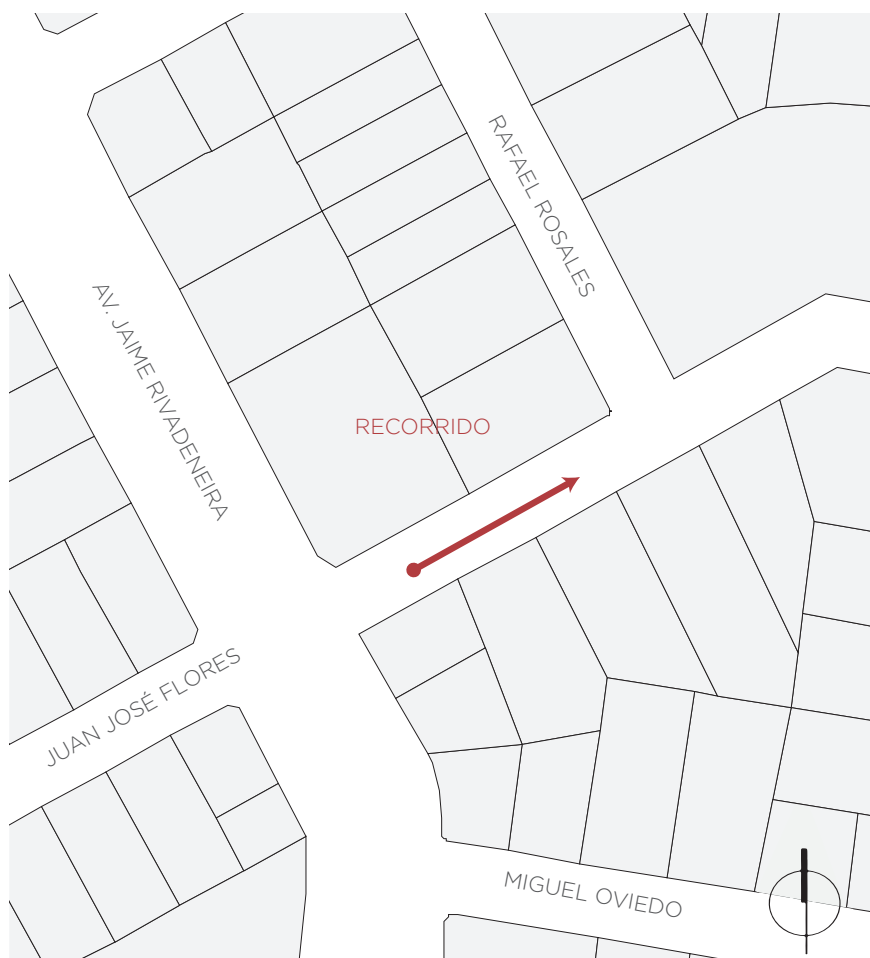 RAFAEL ROSALES
AV. JAIME RIVADENEIRA
RECORRIDO
JUAN JOSÉ FLORES
MIGUEL OVIEDO